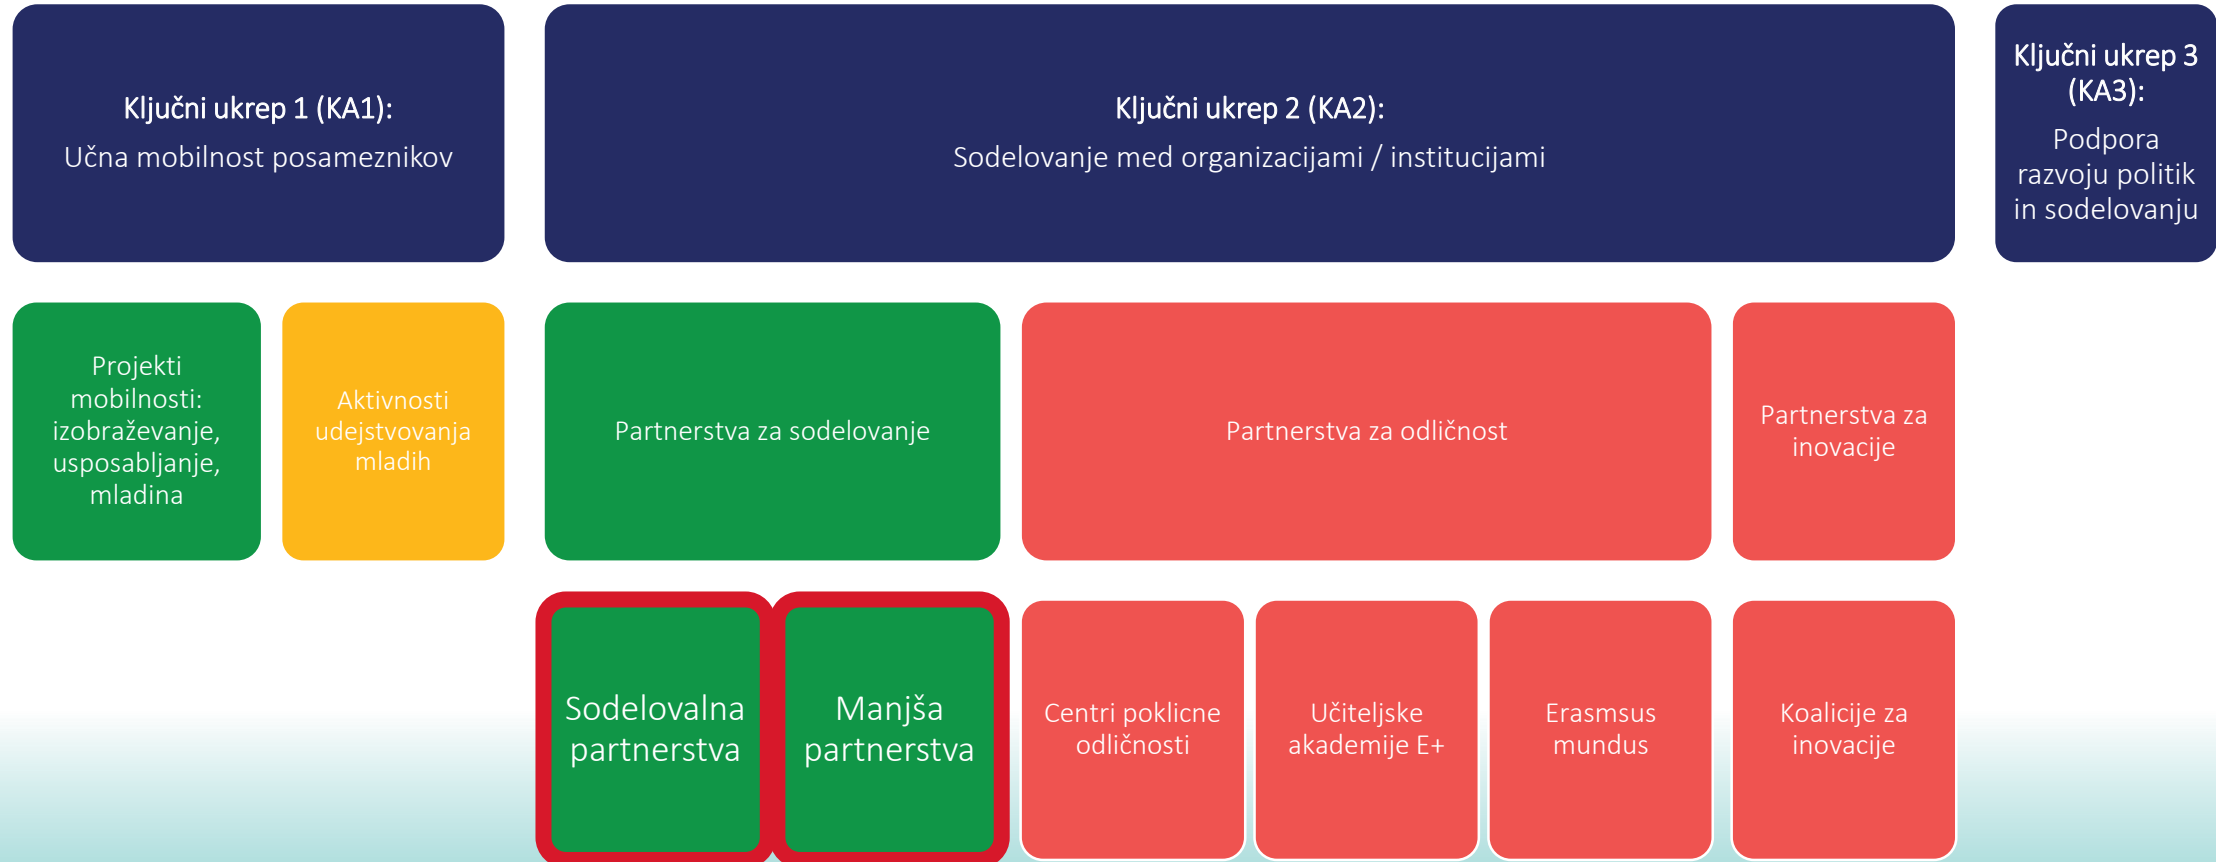 Ključni ukrep 1 (KA1):
Učna mobilnost posameznikov
Ključni ukrep 2 (KA2):
Sodelovanje med organizacijami / institucijami
Ključni ukrep 3
(KA3):
Podpora
razvoju politik
in sodelovanju
Projekti
mobilnosti:
izobraževanje,
usposabljanje,
mladina
Aktivnosti
udejstvovanja
mladih
Partnerstva za sodelovanje
Partnerstva za odličnost
Partnerstva za
inovacije
Sodelovalna
partnerstva
Manjša
partnerstva
Centri poklicne
odličnosti
Učiteljske
akademije E+
Erasmsus
mundus
Koalicije za
inovacije